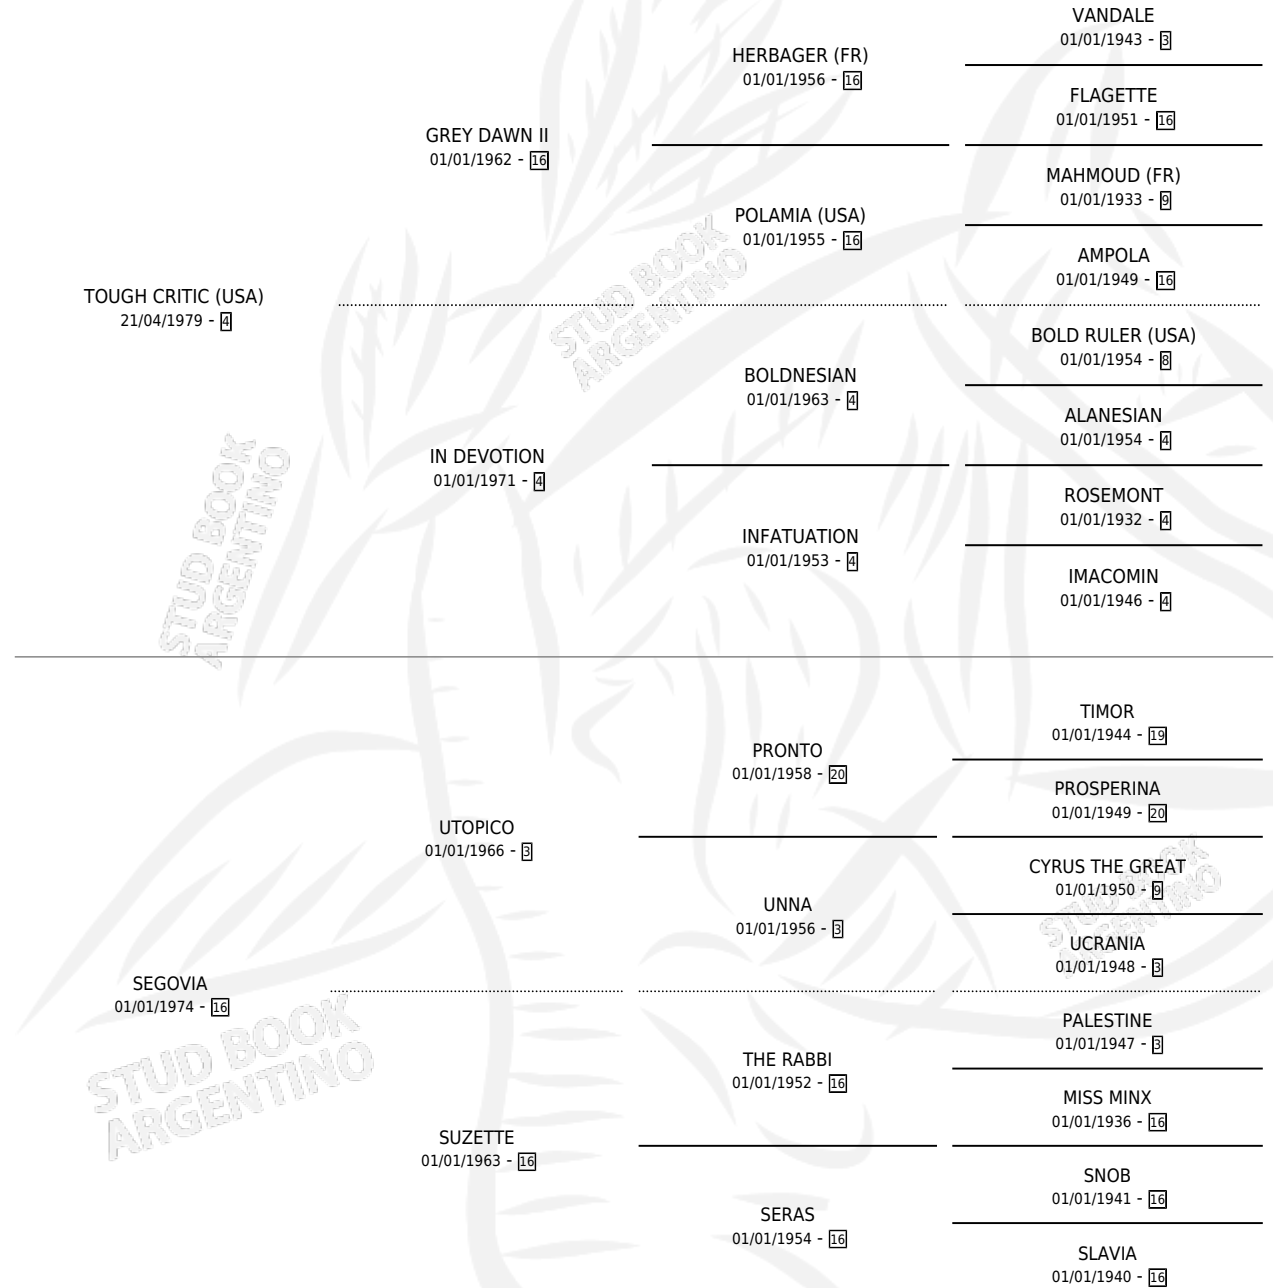 VANDALE
01/01/1943 - 3
HERBAGER (FR)
01/01/1956 - 16
FLAGETTE
01/01/1951 - 16
GREY DAWN II
01/01/1962 - 16
MAHMOUD (FR)
01/01/1933 - 9
POLAMIA (USA)
01/01/1955 - 16
AMPOLA
01/01/1949 - 16
TOUGH CRITIC (USA)
21/04/1979 - 4
BOLD RULER (USA)
01/01/1954 - 8
BOLDNESIAN
01/01/1963 - 4
ALANESIAN
01/01/1954 - 4
IN DEVOTION
01/01/1971 - 4
ROSEMONT
01/01/1932 - 4
INFATUATION
01/01/1953 - 4
IMACOMIN
01/01/1946 - 4
STUD BOOK
ARGENTINO
STUD BOOK
ARGENTINO
TIMOR
01/01/1944 - 19
PRONTO
01/01/1958 - 20
PROSPERINA
01/01/1949 - 20
UTOPICO
01/01/1966 - 3
CYRUS THE GREAT
01/01/1950 - 9
UNNA
01/01/1956 - 3
UCRANIA
01/01/1948 - 3
SEGOVIA
01/01/1974 - 16
PALESTINE
01/01/1947 - 3
THE RABBI
01/01/1952 - 16
MISS MINX
01/01/1936 - 16
SUZETTE
01/01/1963 - 16
SNOB
01/01/1941 - 16
SERAS
01/01/1954 - 16
SLAVIA
01/01/1940 - 16
STUD BOOK
ARGENTINO
STUD BOOK
ARGENTINO